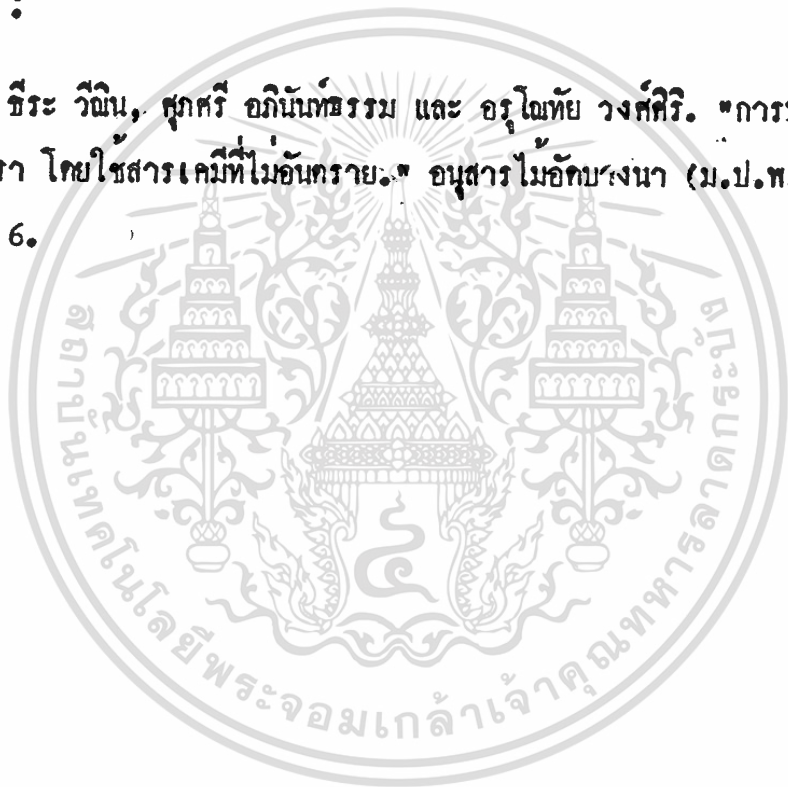 ธีระ วีณิน, ศุภศรี อภินันท์ธรรม และ อรุโณทัย วงศ์ศิริ. "การ
รา โดยใช้สารเคมีที่ไม่อันตราย." อนุสารไม้อัดบางนา (ม.ป.พ.
6.
สถาบันเทคโนโลยีพระจอมเกล้าเจ้าคุณทหารลาดกระบัง